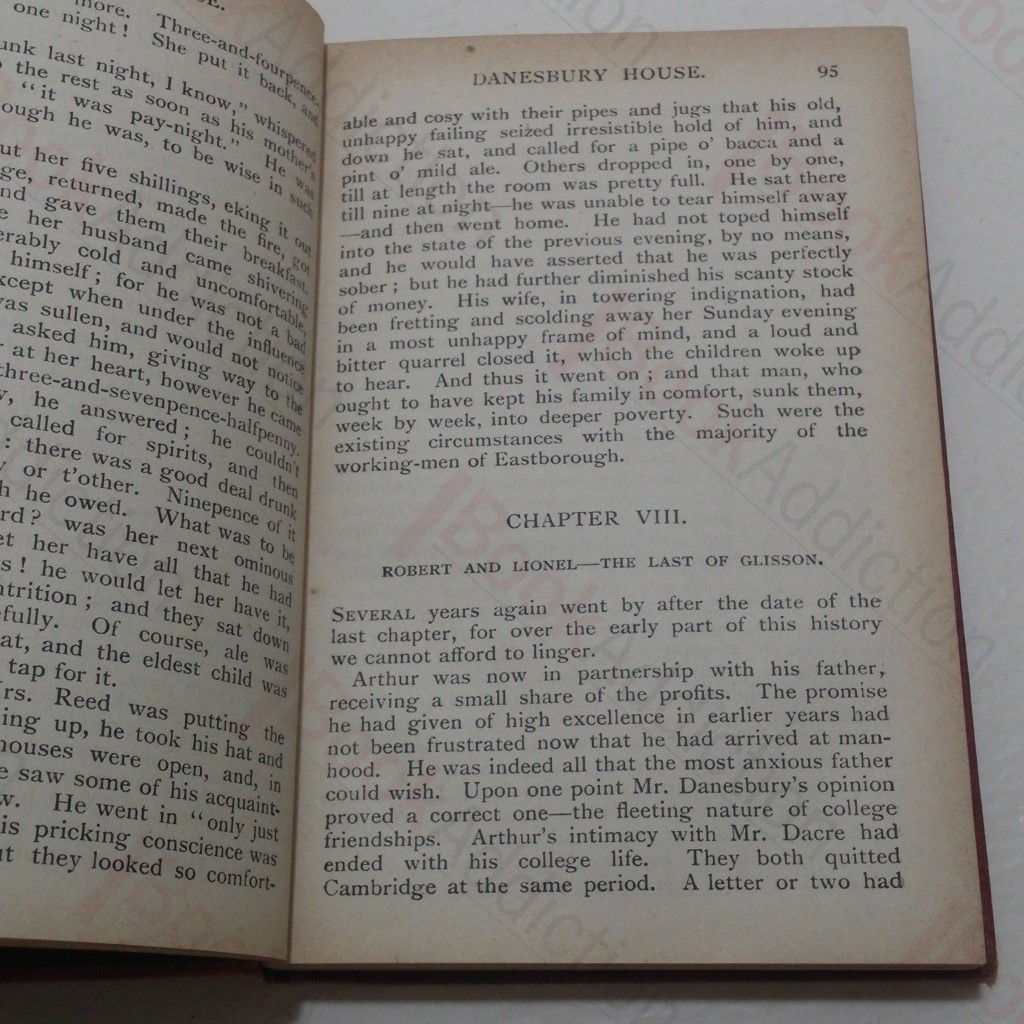 more. Three-and-fourpence
one night! She put it back, and
unk last night, I know," whispered
the rest as soon as his mother's
"it was pay-night." He was
ough he was, to be wise in such
ut her five shillings, eking it out
ge, returned, made the fire, got
nd gave them their breakfast.
e her husband came shivering
erably cold and uncomfortable,
himself; for he was not a bad
xcept when under the influence
was sullen, and would not notice
asked him, giving way to the
r at her heart, however he came
three-and-sevenpence-halfpenny.
w, he answered; he couldn't
called for spirits, and then
: there was a good deal drunk
y or t'other. Ninepence of it
h he owed. What was to be
rd? was her next ominous
et her have all that he had
s! he would let her have it,
ntrition; and they sat down
efully. Of course, ale was
at, and the eldest child was
tap for it.
rs. Reed was putting the
ing up, he took his hat and
houses were open, and, in
e saw some of his acquaint-
w. He went in "only just
is pricking conscience was
ut they looked so comfort-
DANESBURY HOUSE. 95
able and cosy with their pipes and jugs that his old,
unhappy failing seized irresistible hold of him, and
down he sat, and called for a pipe o' bacca and a
pint o' mild ale. Others dropped in, one by one,
till at length the room was pretty full. He sat there
till nine at night—he was unable to tear himself away
—and then went home. He had not toped himself
into the state of the previous evening, by no means,
and he would have asserted that he was perfectly
sober; but he had further diminished his scanty stock
of money. His wife, in towering indignation, had
been fretting and scolding away her Sunday evening
in a most unhappy frame of mind, and a loud and
bitter quarrel closed it, which the children woke up
to hear. And thus it went on; and that man, who
ought to have kept his family in comfort, sunk them,
week by week, into deeper poverty. Such were the
existing circumstances with the majority of the
working-men of Eastborough.
CHAPTER VIII.
ROBERT AND LIONEL—THE LAST OF GLISSON.
SEVERAL years again went by after the date of the
last chapter, for over the early part of this history
we cannot afford to linger.
Arthur was now in partnership with his father,
receiving a small share of the profits. The promise
he had given of high excellence in earlier years had
not been frustrated now that he had arrived at man-
hood. He was indeed all that the most anxious father
could wish. Upon one point Mr. Danesbury's opinion
proved a correct one—the fleeting nature of college
friendships. Arthur's intimacy with Mr. Dacre had
ended with his college life. They both quitted
Cambridge at the same period. A letter or two had
BookAddiction